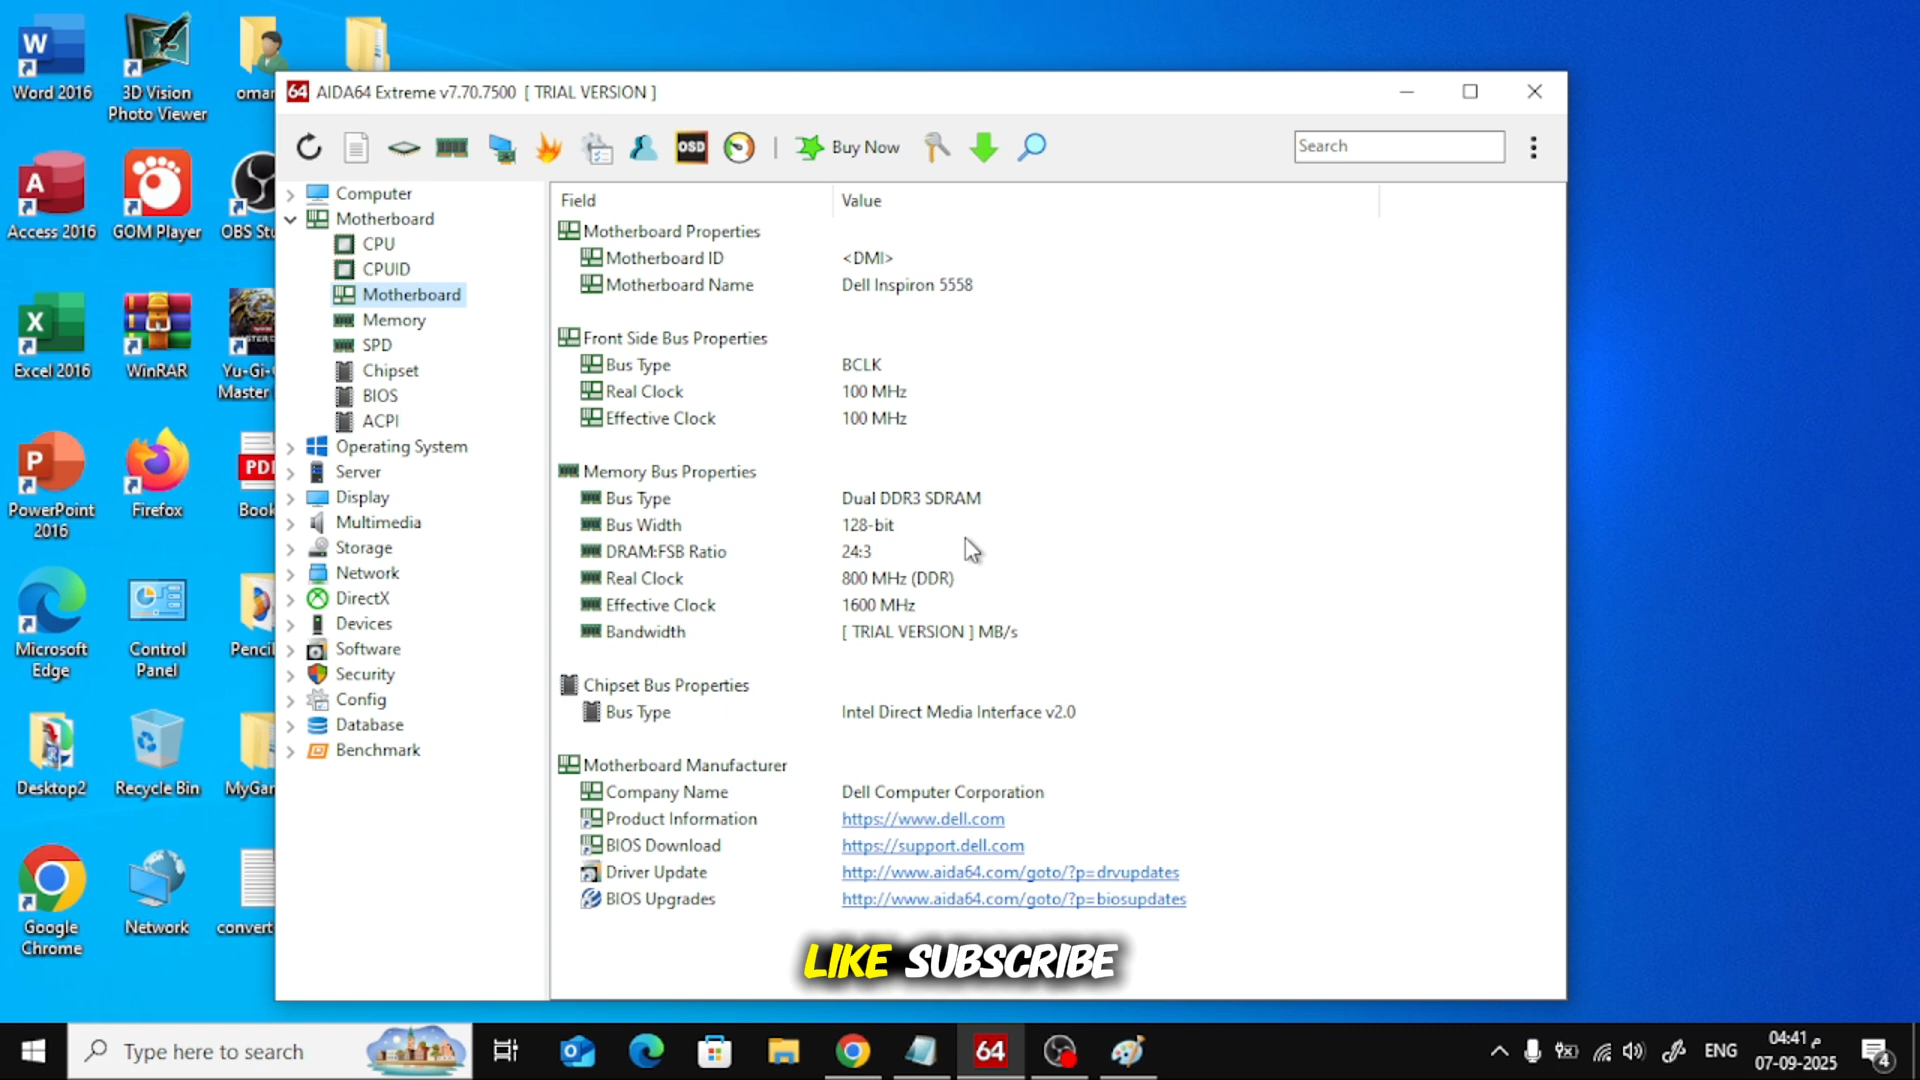 Word 2016
3D Vision
Photo Viewer
omar
Access 2016
GOM Player
OBS Stu
Excel 2016
WinRAR
Yu-Gi-
Master
PowerPoint
2016
Firefox
PDF
Book
Microsoft
Edge
Control
Panel
Pencil
Desktop2
Recycle Bin
MyGar
Google
Chrome
Network
convert
64 AIDA64 Extreme v7.70.7500 [ TRIAL VERSION ]
OSD
Buy Now
Search
Computer
Motherboard
CPU
CPUID
Motherboard
Memory
SPD
Chipset
BIOS
ACPI
Operating System
Server
Display
Multimedia
Storage
Network
DirectX
Devices
Software
Security
Config
Database
Benchmark
Field Value
Motherboard Properties
Motherboard ID <DMI>
Motherboard Name Dell Inspiron 5558
Front Side Bus Properties
Bus Type BCLK
Real Clock 100 MHz
Effective Clock 100 MHz
Memory Bus Properties
Bus Type Dual DDR3 SDRAM
Bus Width 128-bit
DRAM:FSB Ratio 24:3
Real Clock 800 MHz (DDR)
Effective Clock 1600 MHz
Bandwidth [ TRIAL VERSION ] MB/s
Chipset Bus Properties
Bus Type Intel Direct Media Interface v2.0
Motherboard Manufacturer
Company Name Dell Computer Corporation
Product Information https://www.dell.com
BIOS Download https://support.dell.com
Driver Update http://www.aida64.com/goto/?p=drvupdates
BIOS Upgrades http://www.aida64.com/goto/?p=biosupdates
LIKE SUBSCRIBE
Type here to search
64
ENG
04:41 م
07-09-2025
4